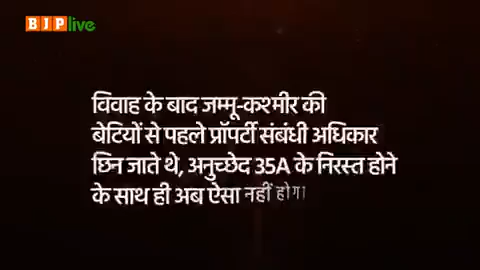 BJP live
विवाह के बाद जम्मू-कश्मीर की
बेटियों से पहले प्रॉपर्टी संबंधी अधिकार
छिन जाते थे, अनुच्छेद 35A के निरस्त होने
के साथ ही अब ऐसा नहीं होगा